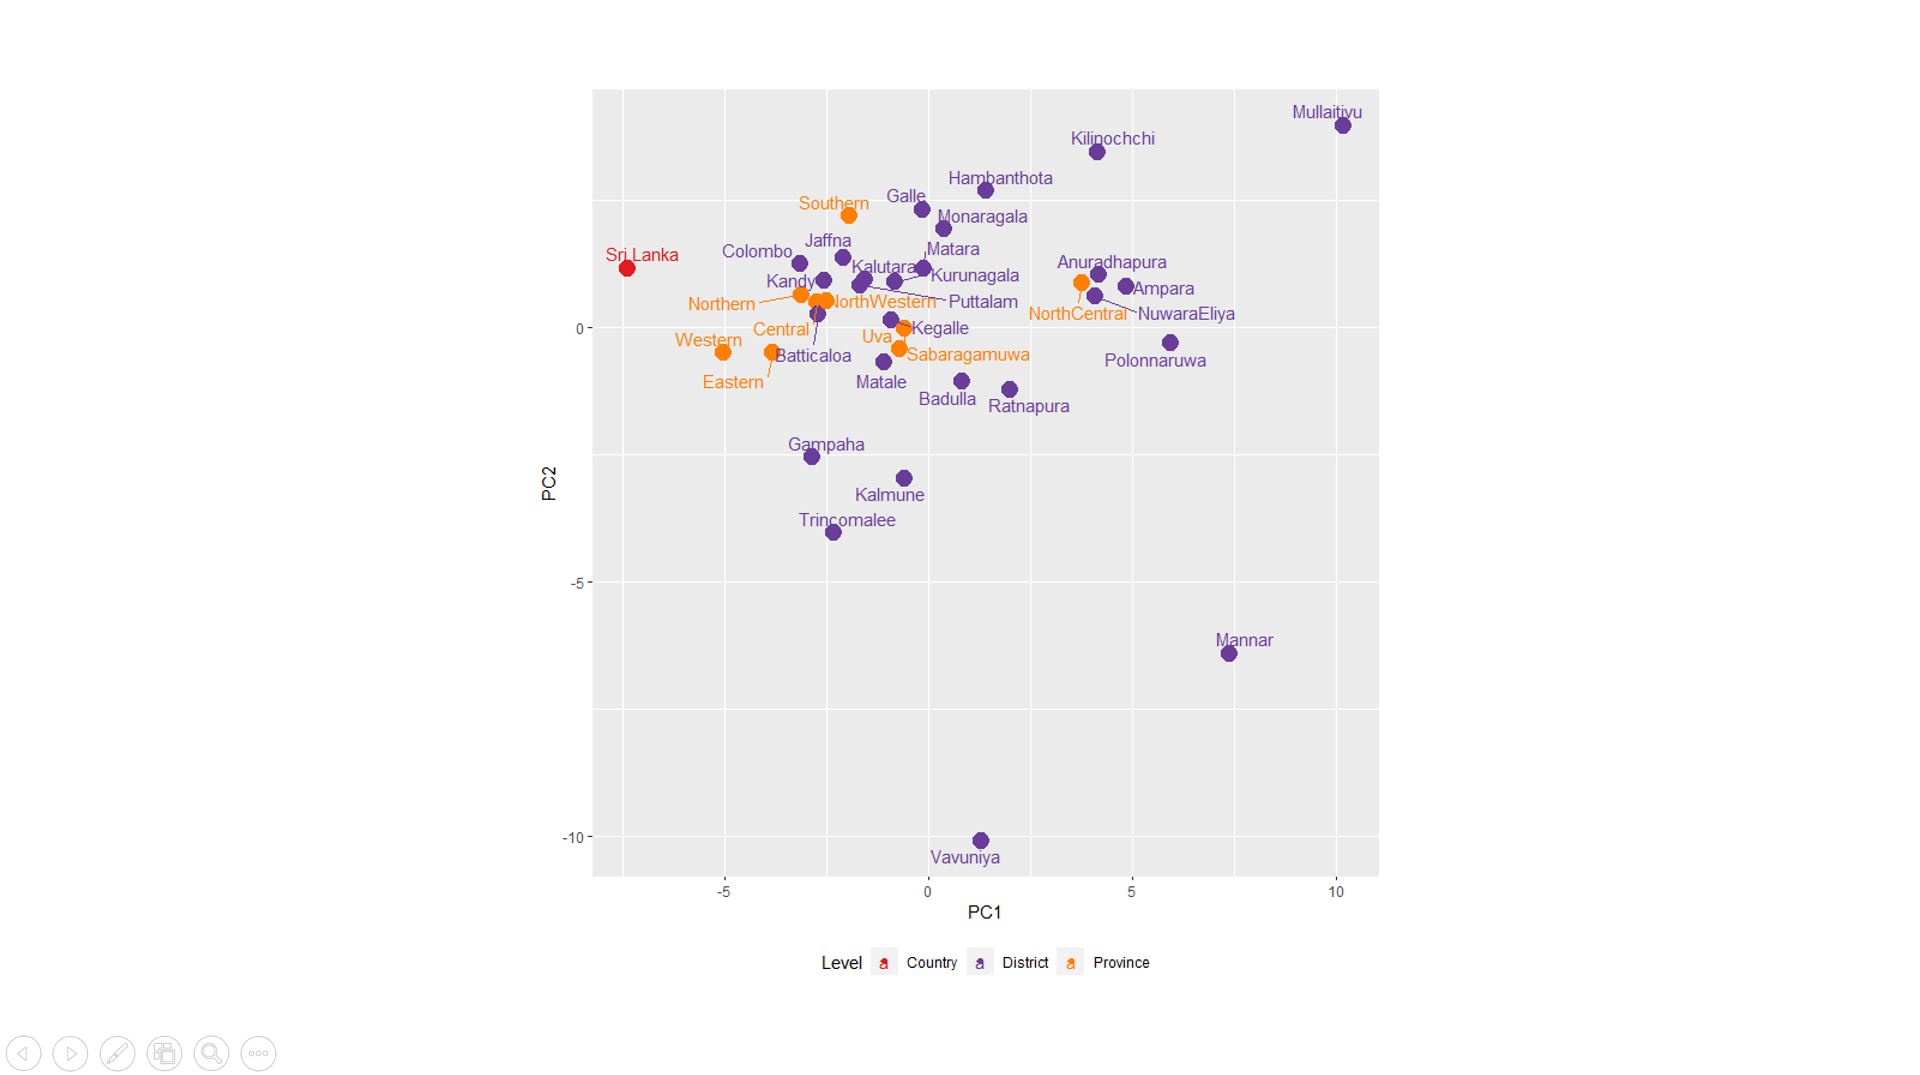 Mullaitivu
Kilinochchi
Hambanthota
Galle
Southern
Monaragala
Jaffna
Matara
Colombo
Sri Lanka
Anuradhapura
Kalutara
Kurunagala
Kandy
Ampara
Northern
NorthWestern
Puttalam
NorthCentral
NuwaraEliya
Central
0
Kegalle
Uva
Western
Batticaloa
Sabaragamuwa
Polonnaruwa
Eastern
Matale
Badulla
Ratnapura
Gampaha
PC2
Kalmune
Trincomalee
-5
Mannar
-10
Vavuniya
-5 0 5 10
PC1
Level a Country a District a Province